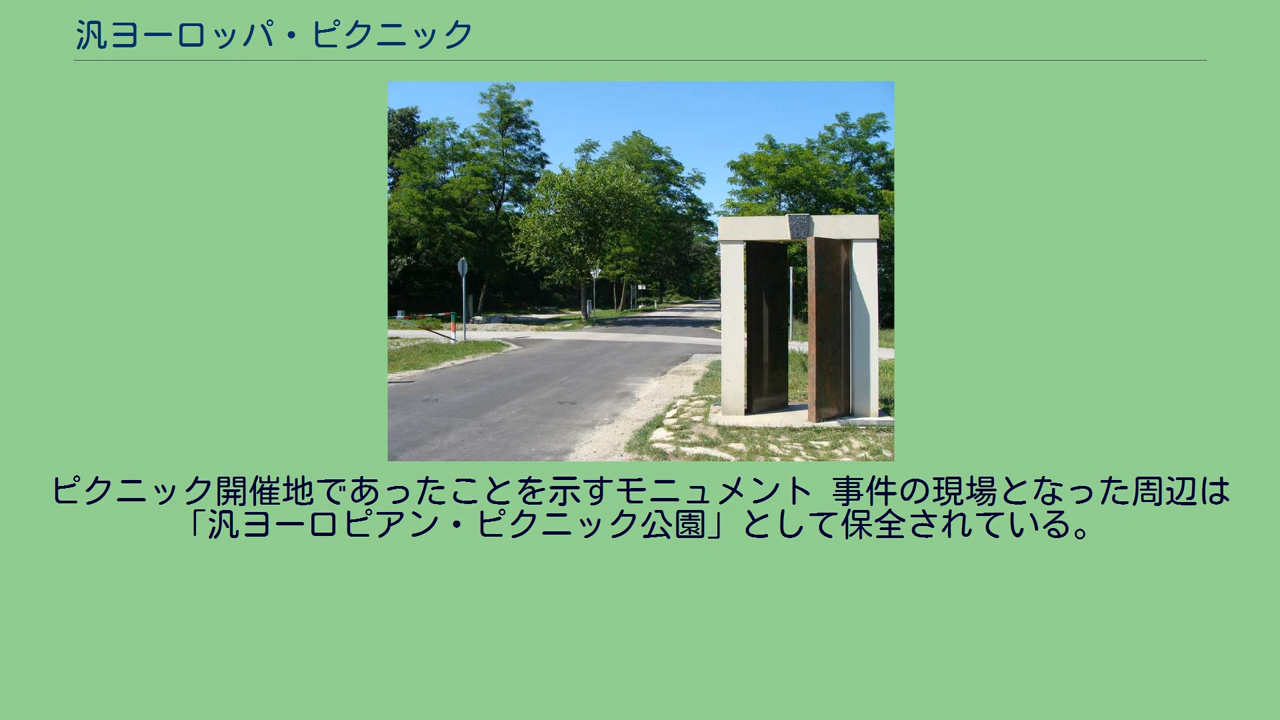 汎ヨーロッパ・ピクニック
ピクニック開催地であったことを示すモニュメント 事件の現場となった周辺は
「汎ヨーロピアン・ピクニック公園」として保全されている。